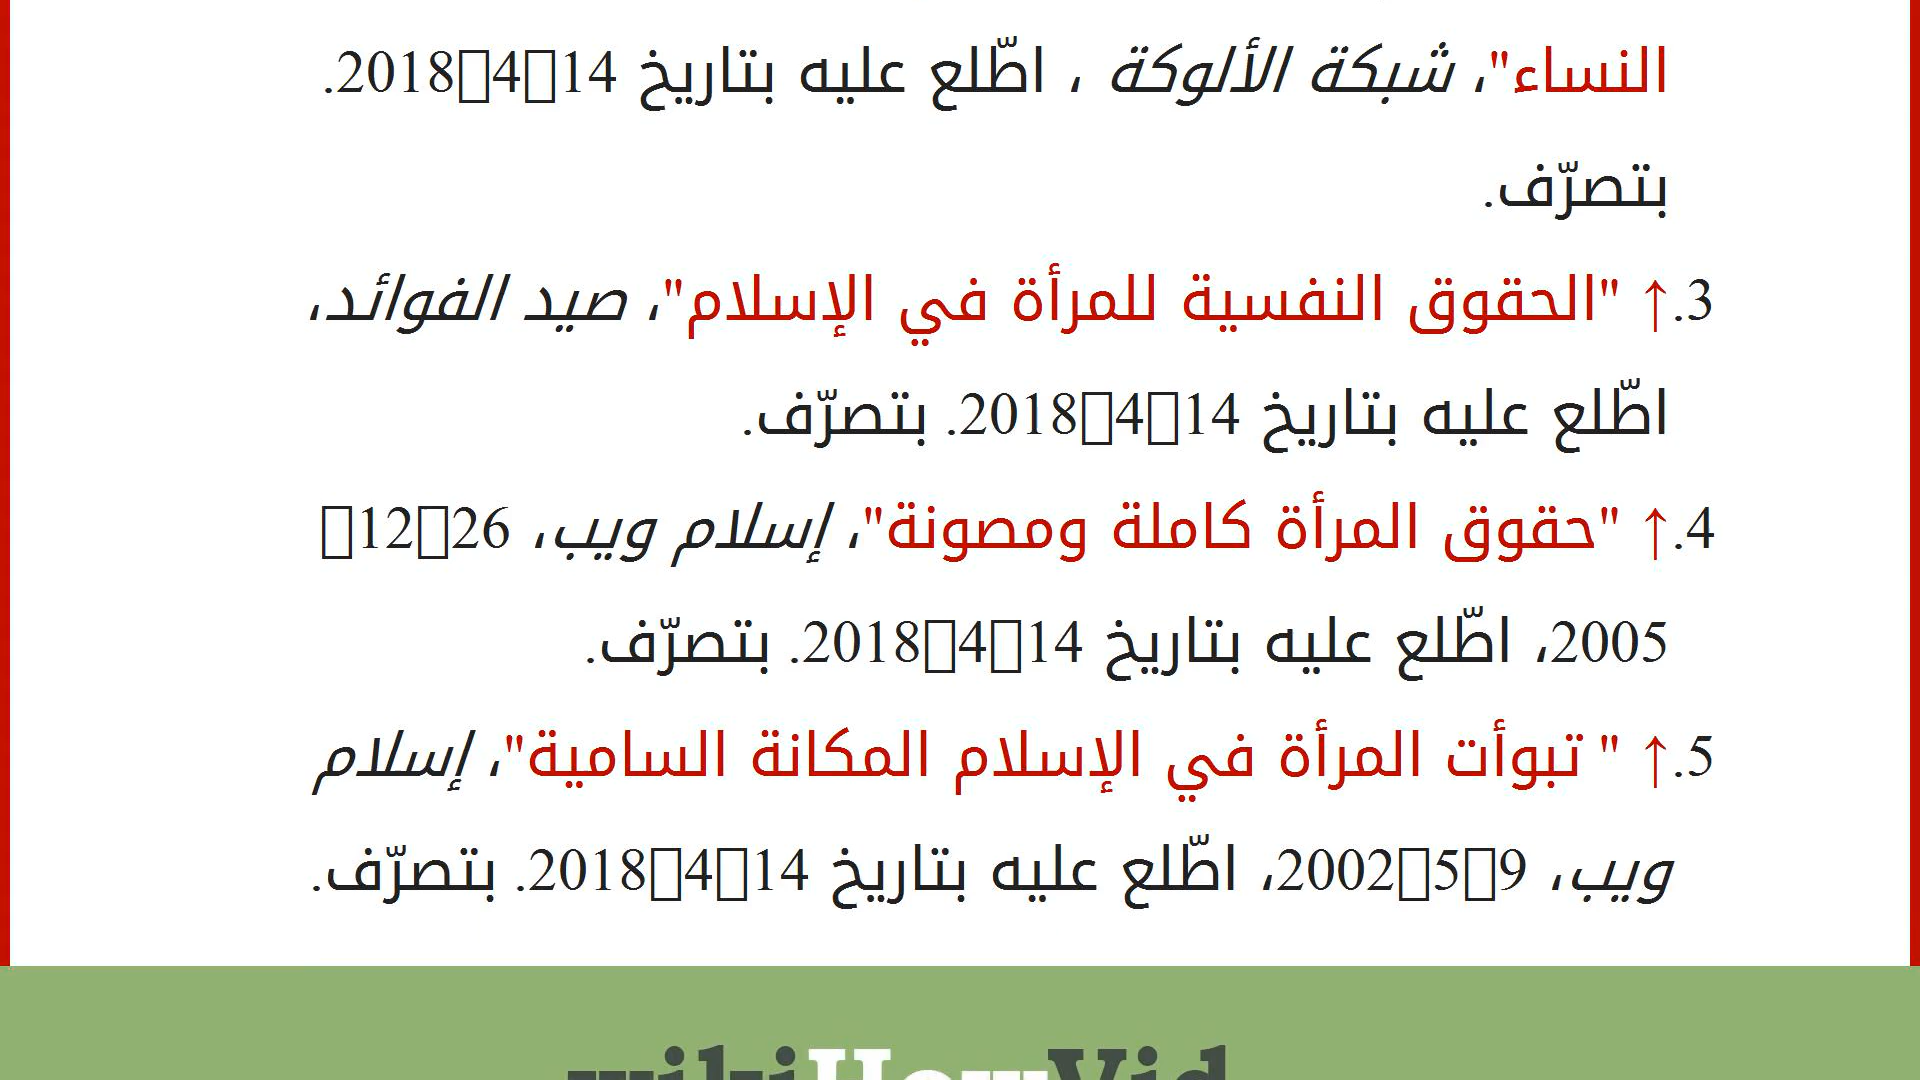 النساء"، شبكة الألوكة ، اطّلع عليه بتاريخ 14▯4▯2018.
بتصرّف.
3. ↑ "الحقوق النفسية للمرأة في الإسلام"، صيد الفوائد،
اطّلع عليه بتاريخ 14▯4▯2018. بتصرّف.
4. ↑ "حقوق المرأة كاملة ومصونة"، إسلام ويب، 26▯12▯
2005، اطّلع عليه بتاريخ 14▯4▯2018. بتصرّف.
5. ↑ " تبوأت المرأة في الإسلام المكانة السامية"، إسلام
ويب، 9▯5▯2002، اطّلع عليه بتاريخ 14▯4▯2018. بتصرّف.
wikiHowVid